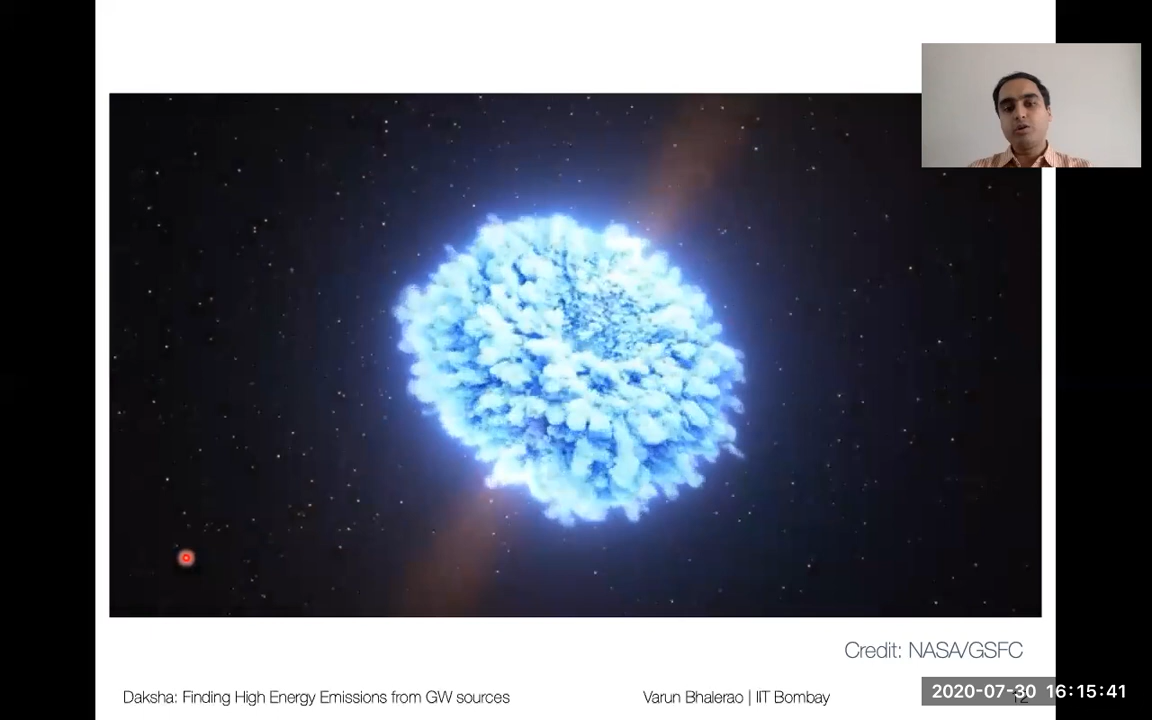 Credit: NASA/GSFC
Daksha: Finding High Energy Emissions from GW sources
Varun Bhalerao | IIT Bombay
2020-07-30 16:15:41
12